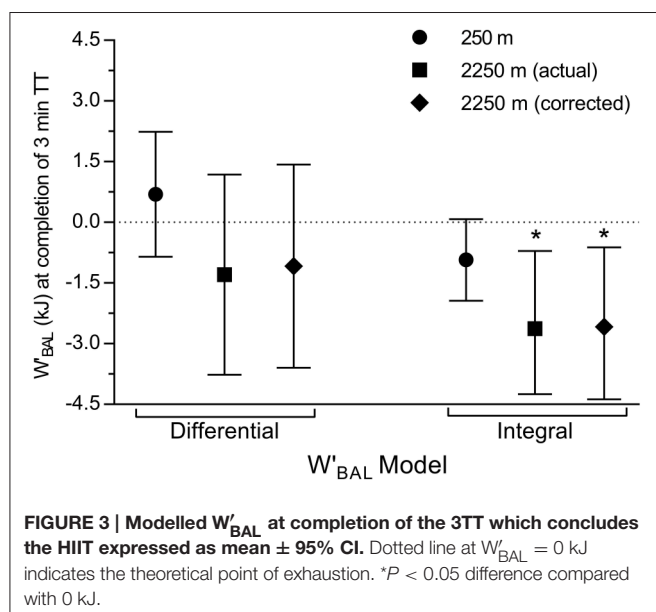 4.5
3.0
1.5
0.0
-1.5
-3.0
-4.5
W'BAL (kJ) at completion of 3 min TT
250 m
2250 m (actual)
2250 m (corrected)
* *
Differential Integral
W'BAL Model
FIGURE 3 | Modelled W′BAL at completion of the 3TT which concludes
the HIIT expressed as mean ± 95% CI. Dotted line at W′BAL = 0 kJ
indicates the theoretical point of exhaustion. *P < 0.05 difference compared
with 0 kJ.